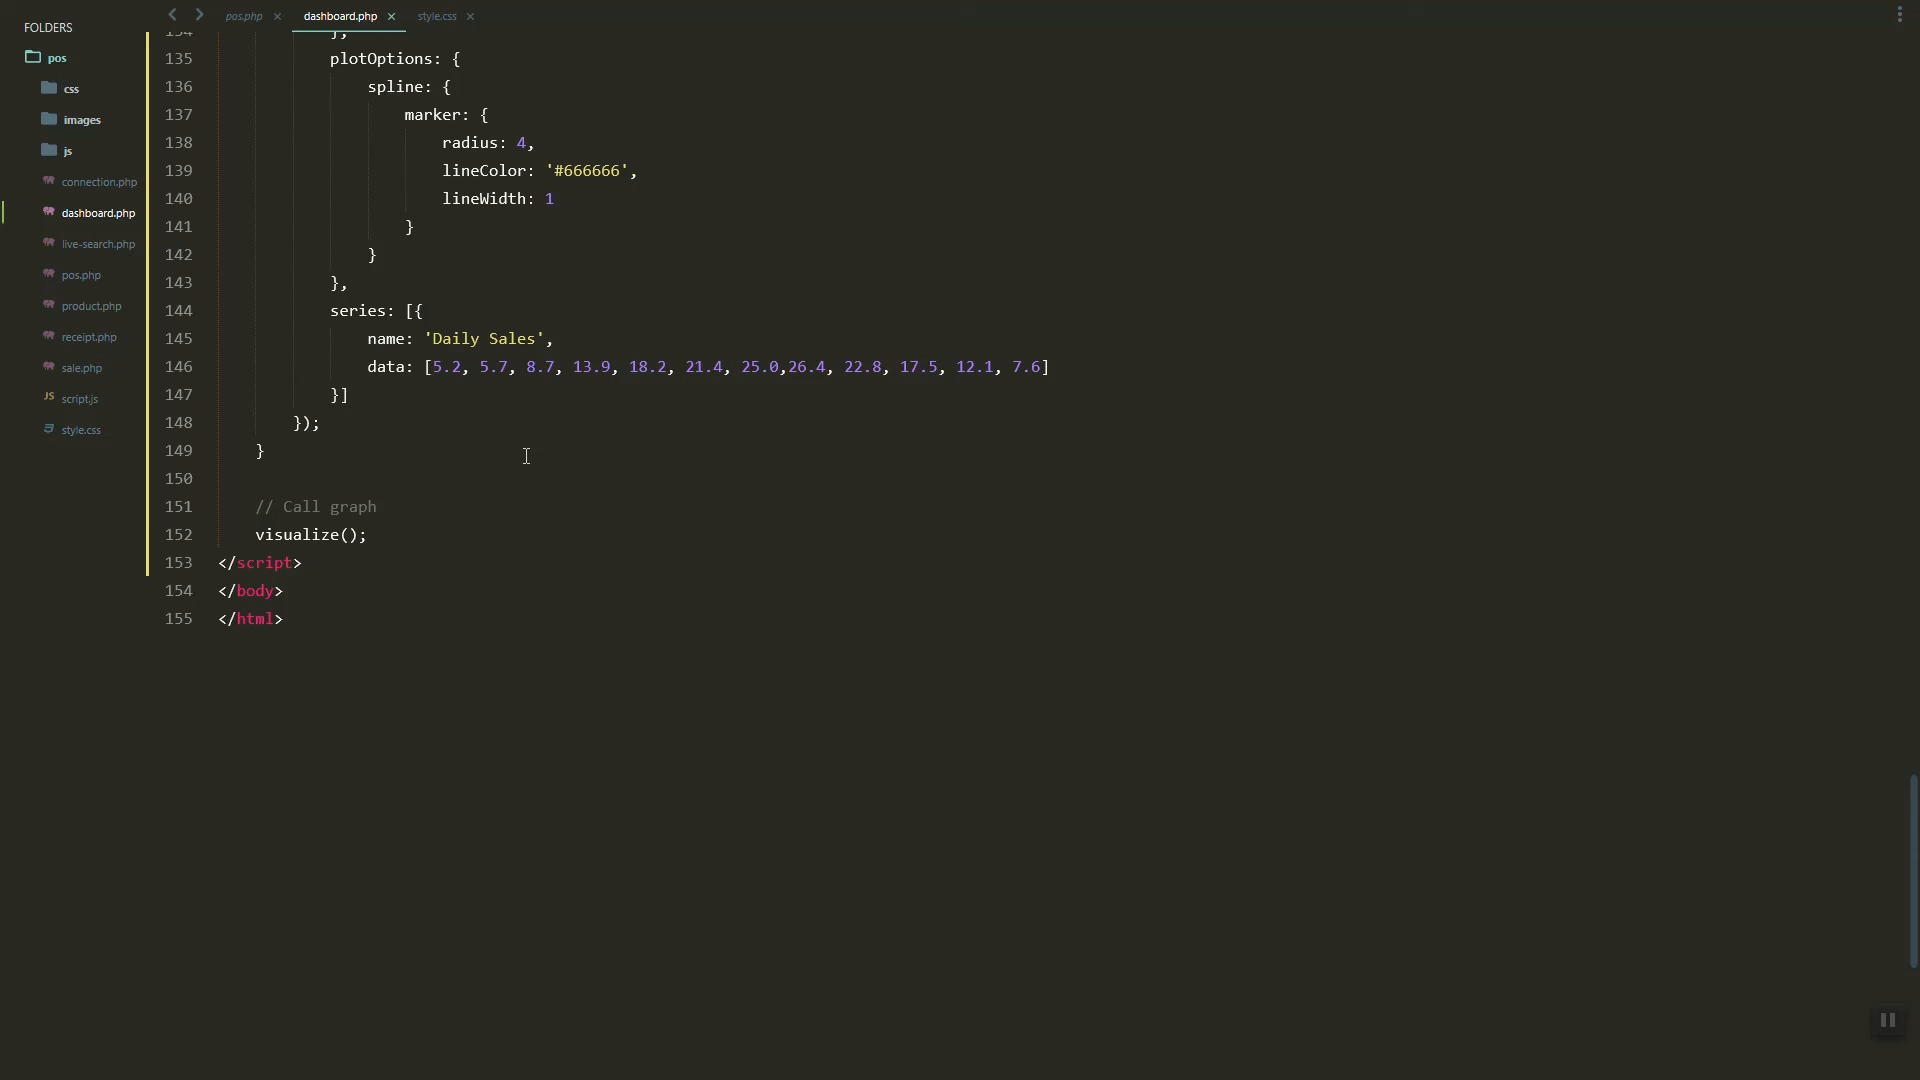 FOLDERS
pos
css
images
js
connection.php
dashboard.php
live-search.php
pos.php
product.php
receipt.php
sale.php
JS script.js
style.css
pos.php × dashboard.php × style.css ×
134 },
135 plotOptions: {
136 spline: {
137 marker: {
138 radius: 4,
139 lineColor: '#666666',
140 lineWidth: 1
141 }
142 }
143 },
144 series: [{
145 name: 'Daily Sales',
146 data: [5.2, 5.7, 8.7, 13.9, 18.2, 21.4, 25.0,26.4, 22.8, 17.5, 12.1, 7.6]
147 }]
148 });
149 }
150
151 // Call graph
152 visualize();
153 </script>
154 </body>
155 </html>